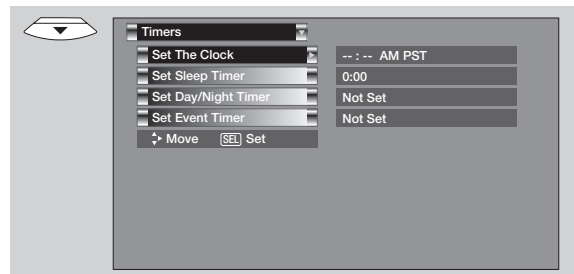 Timers
Set The Clock -- : -- AM PST
Set Sleep Timer 0:00
Set Day/Night Timer Not Set
Set Event Timer Not Set
Move SEL Set